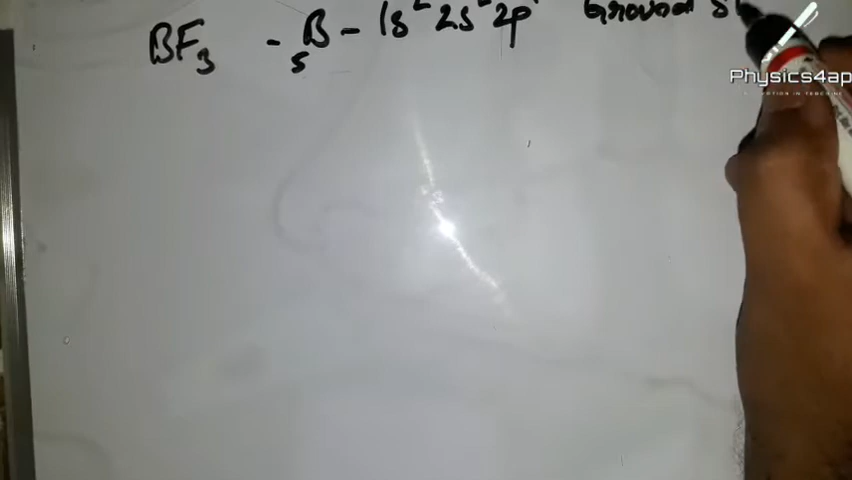 BF₃ - ₅B - 1s² 2s² 2p¹ Ground
Physics4ap